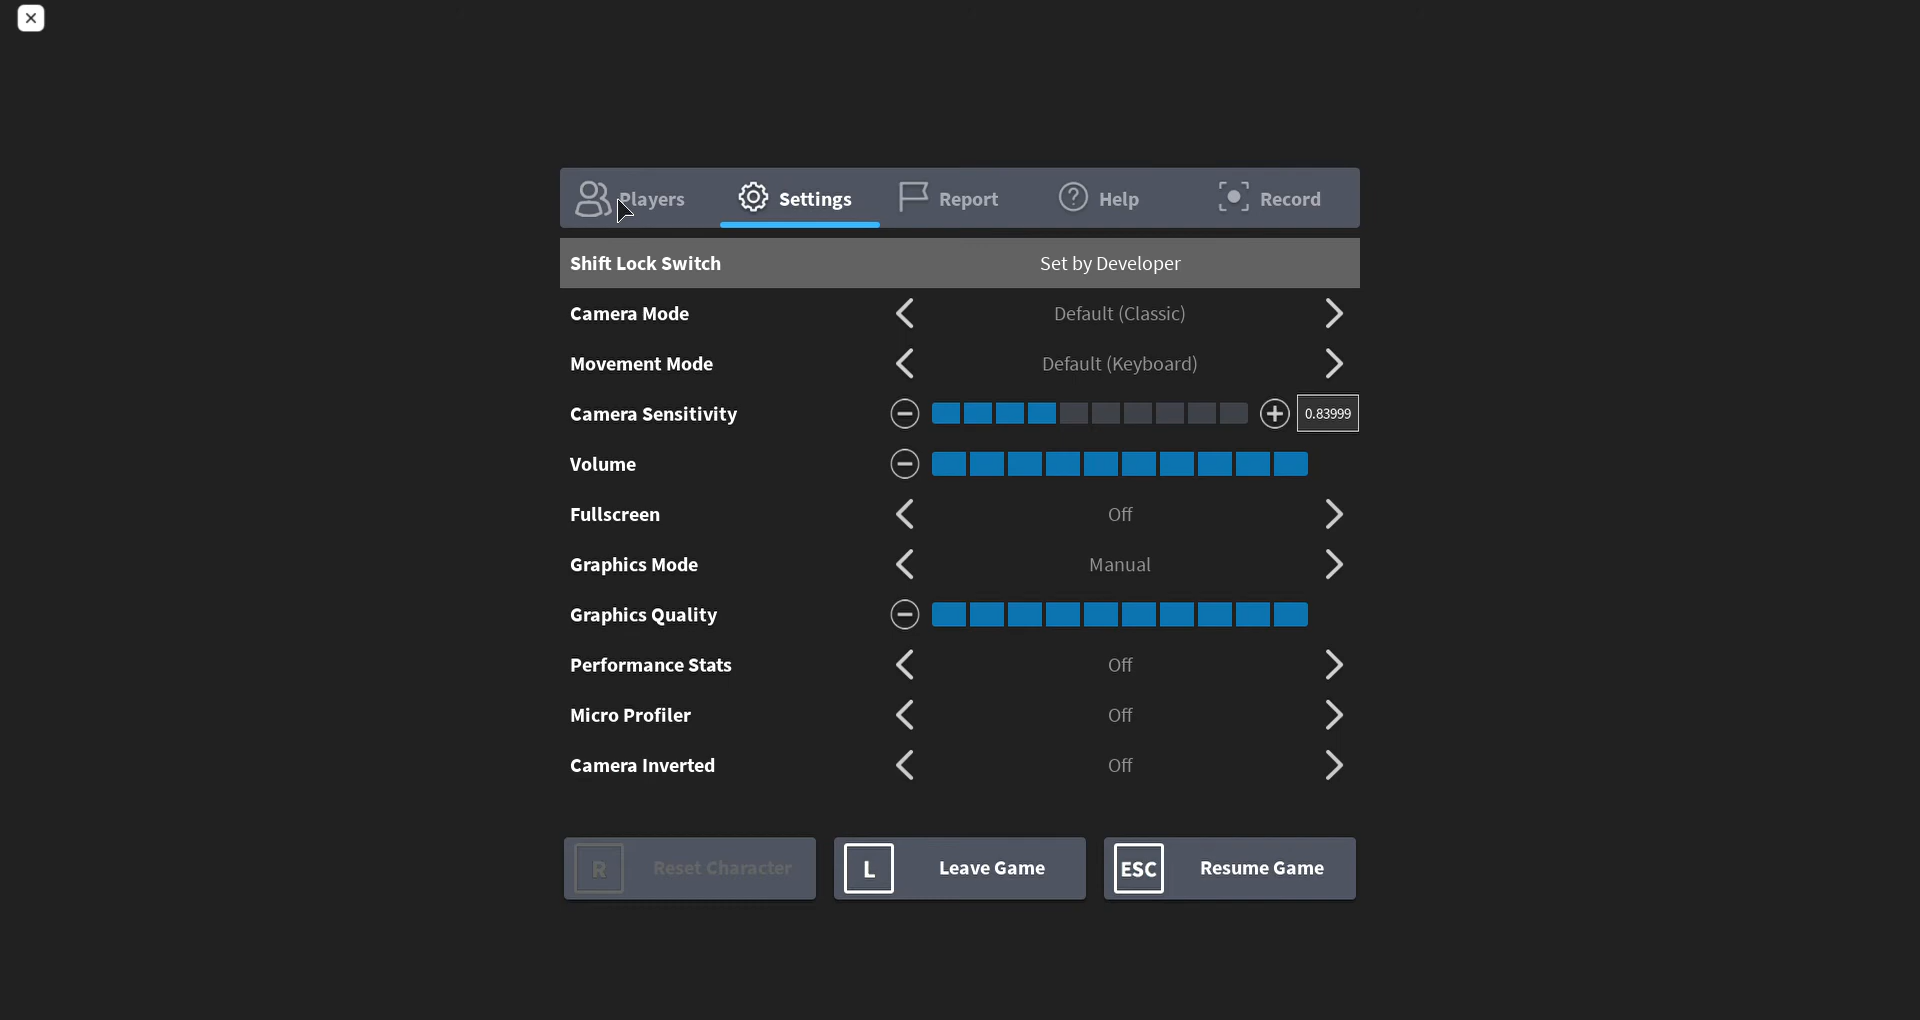 Players Settings Report Help Record
Shift Lock Switch Set by Developer
Camera Mode Default (Classic)
Movement Mode Default (Keyboard)
Camera Sensitivity 0.83999
Volume
Fullscreen Off
Graphics Mode Manual
Graphics Quality
Performance Stats Off
Micro Profiler Off
Camera Inverted Off
R Reset Character L Leave Game ESC Resume Game